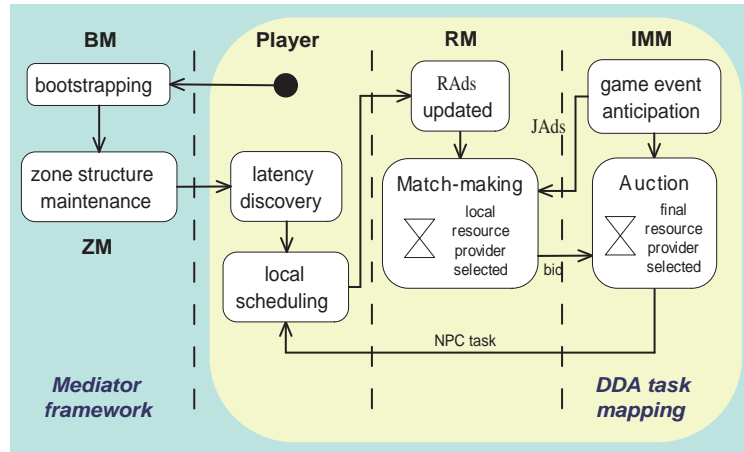 BM
Player
RM
IMM
bootstrapping
RAds
updated
game event
anticipation
JAds
zone structure
maintenance
latency
discovery
Match-making
local
resource
provider
selected
Auction
final
resource
provider
selected
ZM
local
scheduling
bid
NPC task
Mediator
framework
DDA task
mapping